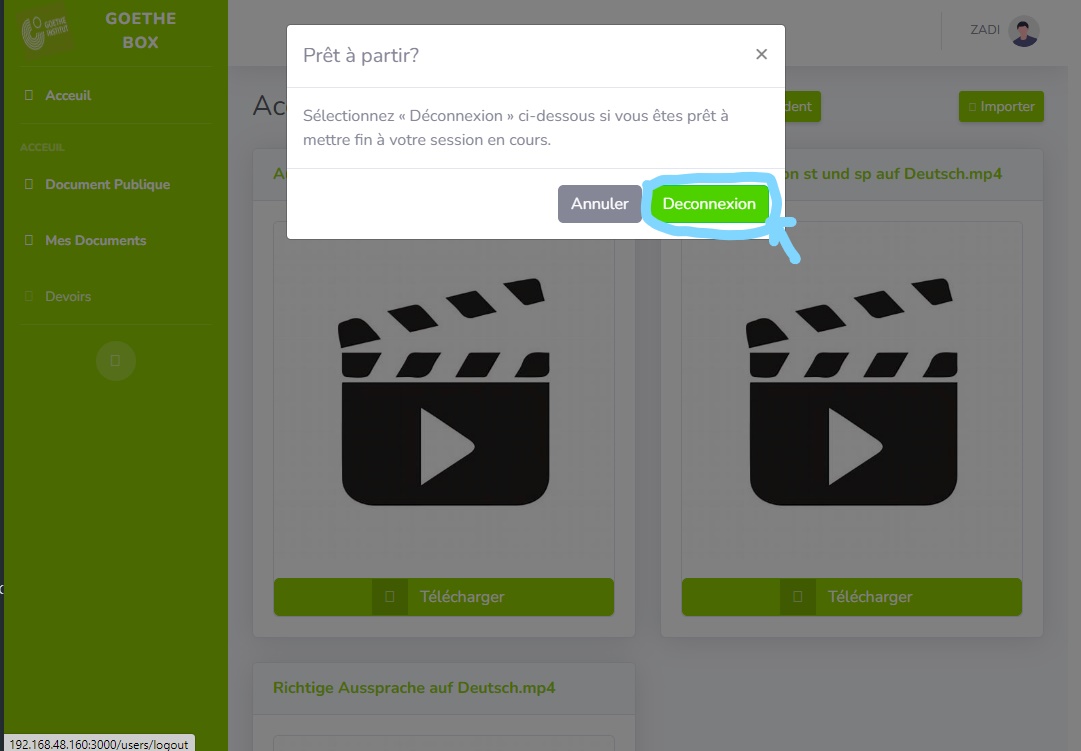 GOETHE
BOX
GOETHE
INSTITUT
Acceuil
ACCEUIL
Document Publique
Mes Documents
Devoirs
ZADI
Prêt à partir?
×
Sélectionnez « Déconnexion » ci-dessous si vous êtes prêt à
mettre fin à votre session en cours.
Annuler
Deconnexion
Ac
dent
Importer
on st und sp auf Deutsch.mp4
Télécharger
Télécharger
Richtige Aussprache auf Deutsch.mp4
192.168.48.160:3000/users/logout